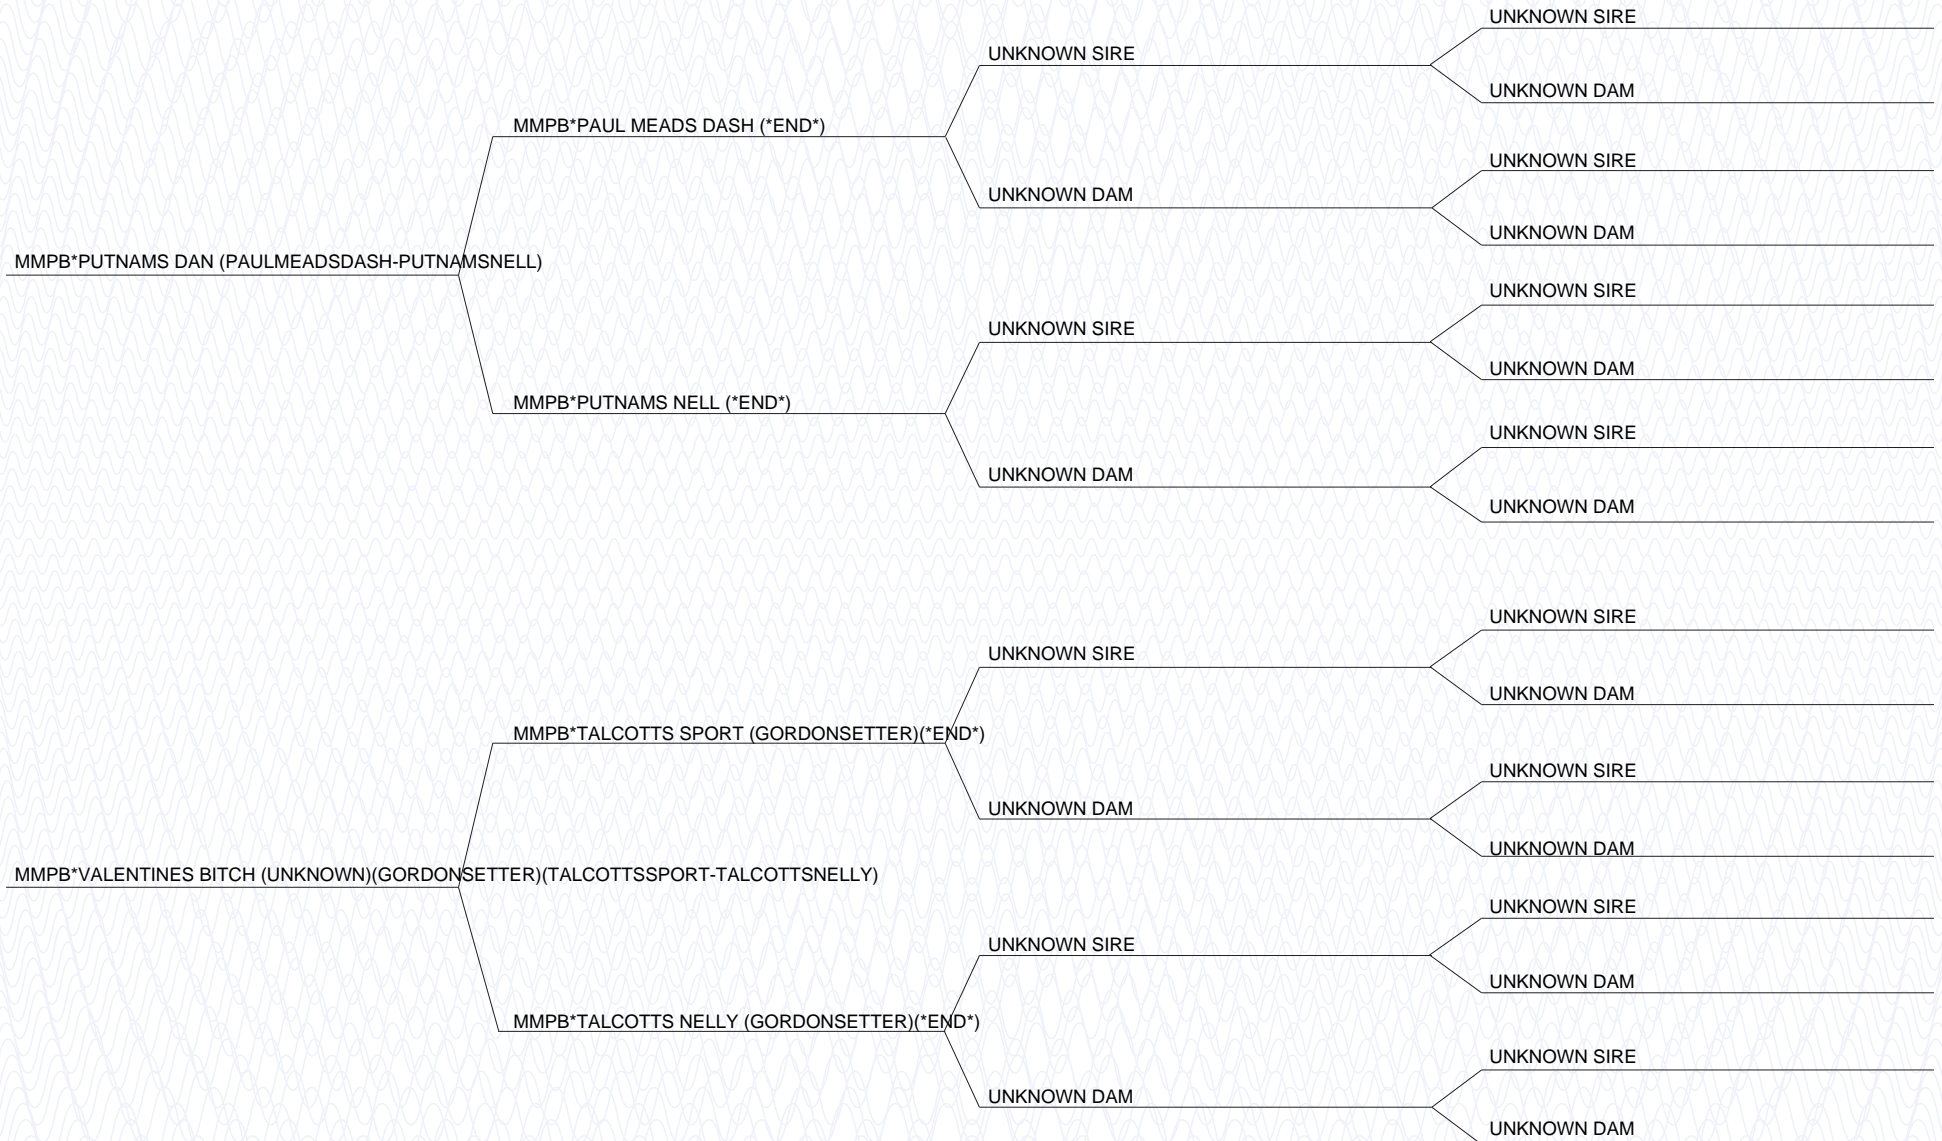 UNKNOWN SIRE
UNKNOWN SIRE
UNKNOWN DAM
MMPB*PAUL MEADS DASH (*END*)
UNKNOWN SIRE
UNKNOWN DAM
UNKNOWN DAM
MMPB*PUTNAMS DAN (PAULMEADSDASH-PUTNAMSNELL)
UNKNOWN SIRE
UNKNOWN SIRE
UNKNOWN DAM
MMPB*PUTNAMS NELL (*END*)
UNKNOWN SIRE
UNKNOWN DAM
UNKNOWN DAM
UNKNOWN SIRE
UNKNOWN SIRE
UNKNOWN DAM
MMPB*TALCOTTS SPORT (GORDONSETTER)(*END*)
UNKNOWN SIRE
UNKNOWN DAM
UNKNOWN DAM
MMPB*VALENTINES BITCH (UNKNOWN)(GORDONSETTER)(TALCOTTSSPORT-TALCOTTSNELLY)
UNKNOWN SIRE
UNKNOWN SIRE
UNKNOWN DAM
MMPB*TALCOTTS NELLY (GORDONSETTER)(*END*)
UNKNOWN SIRE
UNKNOWN DAM
UNKNOWN DAM